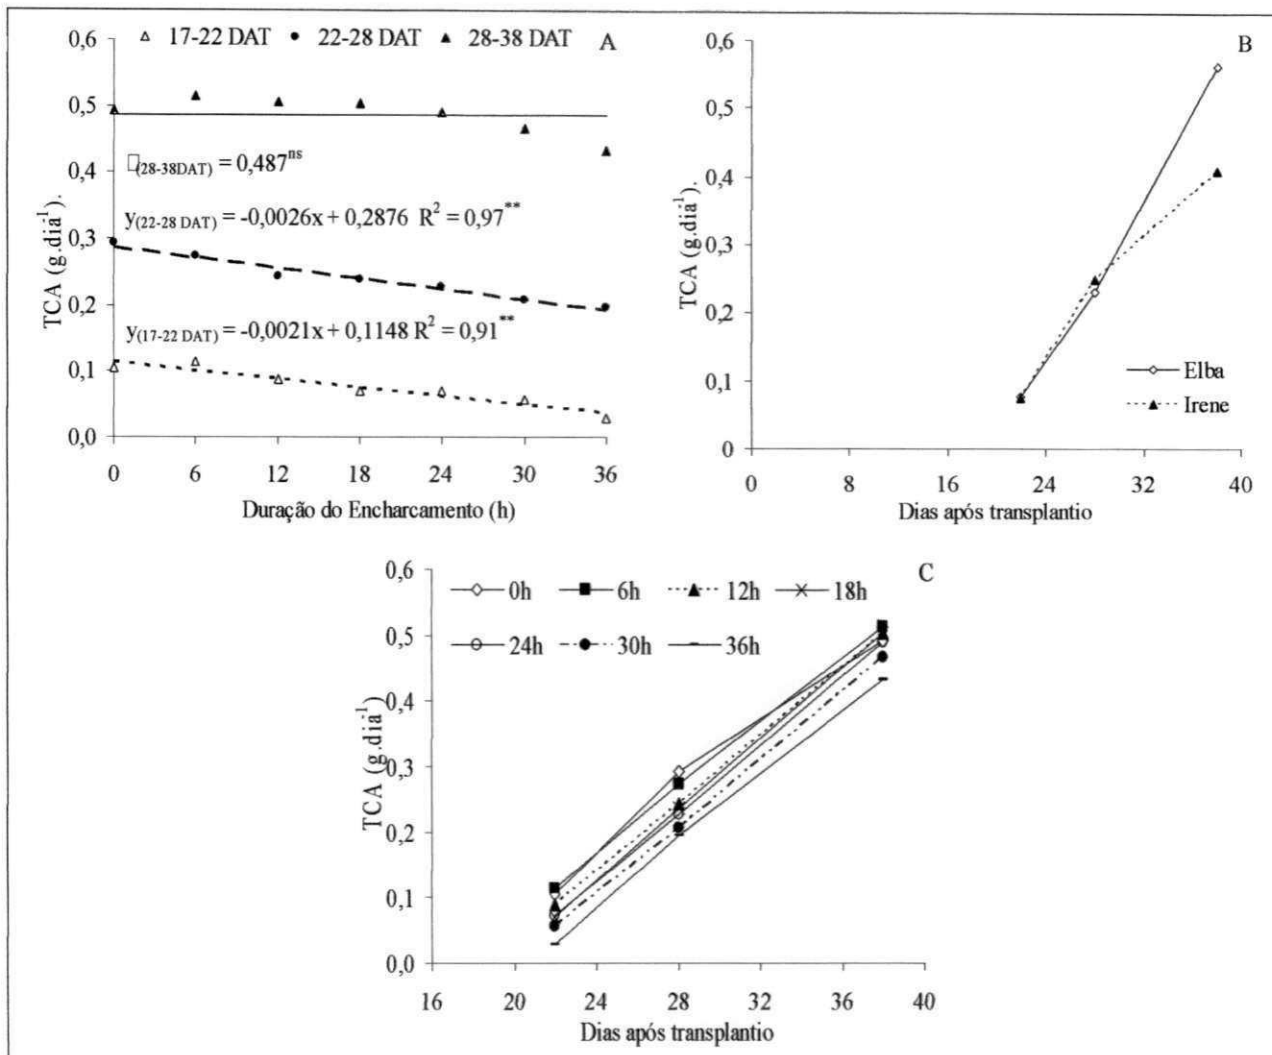 △ 17-22 DAT ● 22-28 DAT ▲ 28-38 DAT A
0,6
0,5
0,4
0,3
0,2
0,1
0,0
TCA (g.dia⁻¹).
□(28-38DAT) = 0,487ns
y(22-28 DAT) = -0,0026x + 0,2876 R² = 0,97**
y(17-22 DAT) = -0,0021x + 0,1148 R² = 0,91**
0 6 12 18 24 30 36
Duração do Encharcamento (h)
B
0,6
0,5
0,4
0,3
0,2
0,1
0
TCA (g.dia⁻¹).
Elba
Irene
0 8 16 24 32 40
Dias após transplantio
C
0h 6h 12h 18h
24h 30h 36h
0,6
0,5
0,4
0,3
0,2
0,1
0,0
TCA (g.dia⁻¹)
16 20 24 28 32 36 40
Dias após transplantio